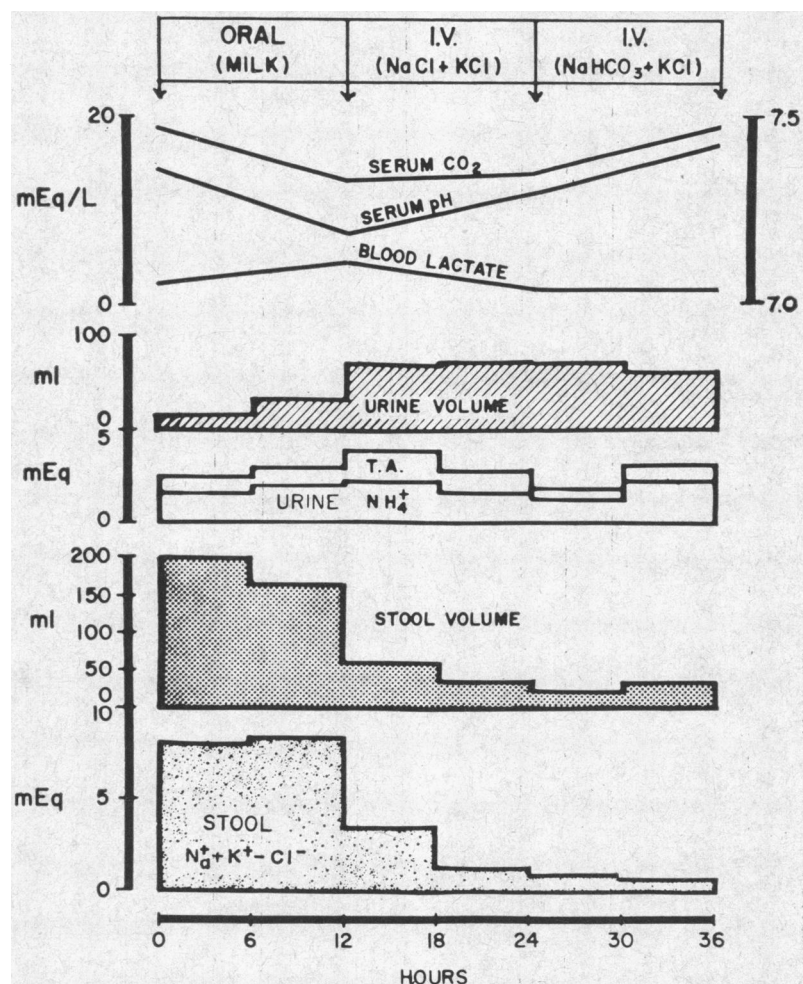 ORAL
(MILK)
I.V.
(NaCl + KCl)
I.V.
(NaHCO3 + KCl)
20
mEq/L
0
7.5
7.0
SERUM CO2
SERUM pH
BLOOD LACTATE
100
ml
0
URINE VOLUME
5
mEq
0
T.A.
URINE NH4+
200
150
ml
100
50
0
STOOL VOLUME
10
mEq
5
0
STOOL
Na+ + K+ − Cl−
0 6 12 18 24 30 36
HOURS